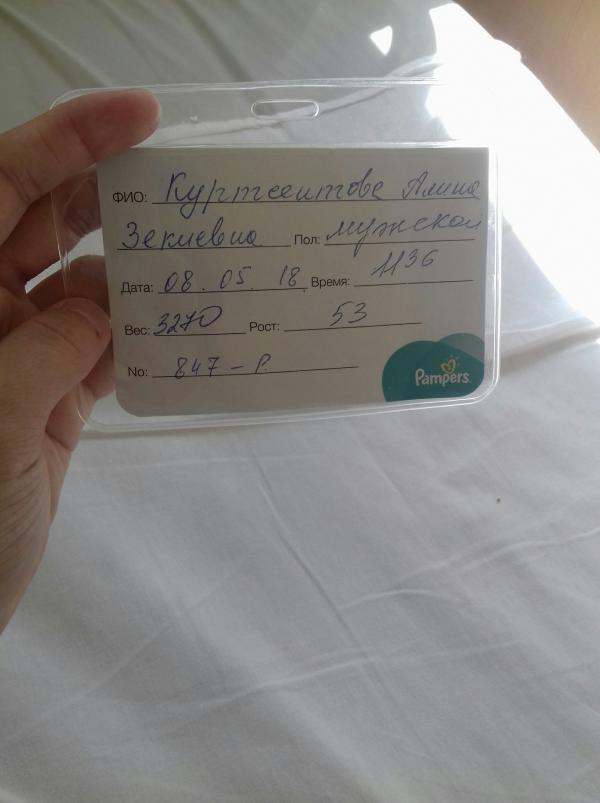 ФИО: Куртсеитова Алина
Зекиевна Пол: мужской
Дата: 08.05.18 Время: 1136
Вес: 3270 Рост: 53
No: 847-Р.
Pampers